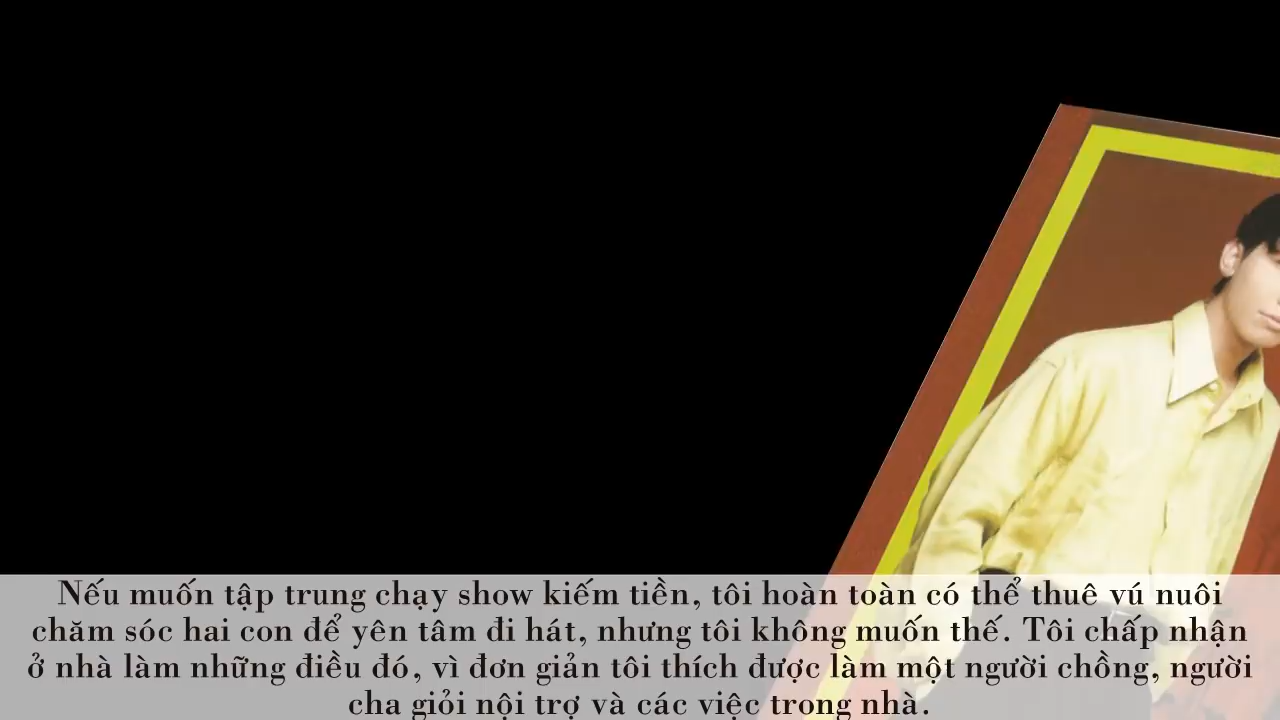 Nếu muốn tập trung chạy show kiếm tiền, tôi hoàn toàn có thể thuê vú nuôi
chăm sóc hai con để yên tâm đi hát, nhưng tôi không muốn thế. Tôi chấp nhận
ở nhà làm những điều đó, vì đơn giản tôi thích được làm một người chồng, người
cha giỏi nội trợ và các việc trong nhà.